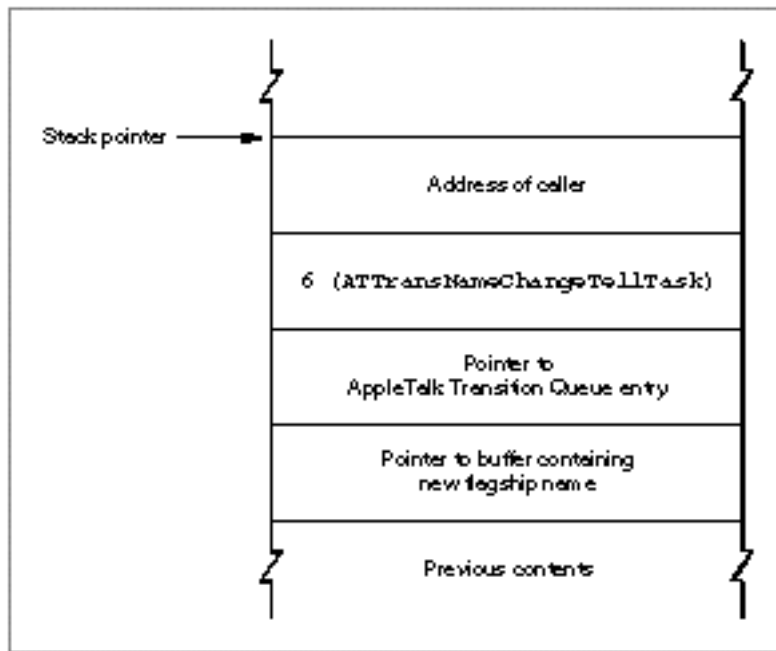 Stack pointer
Address of caller
6 (ATTransNameChangeTellTask)
Pointer to
AppleTalk Transition Queue entry
Pointer to buffer containing
new flagship name
Previous contents